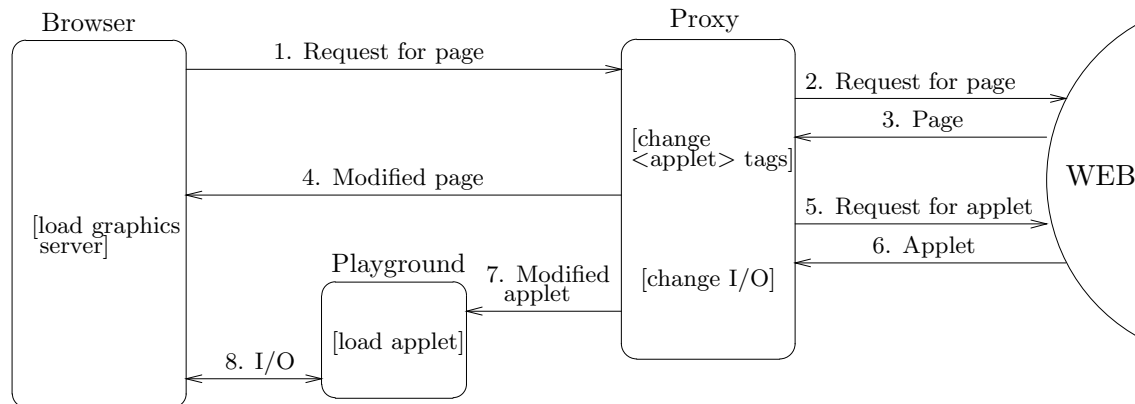 Browser
Proxy
1. Request for page
2. Request for page
3. Page
[change
<applet> tags]
4. Modified page
WEB
[load graphics
server]
5. Request for applet
6. Applet
Playground
7. Modified
applet
[change I/O]
[load applet]
8. I/O